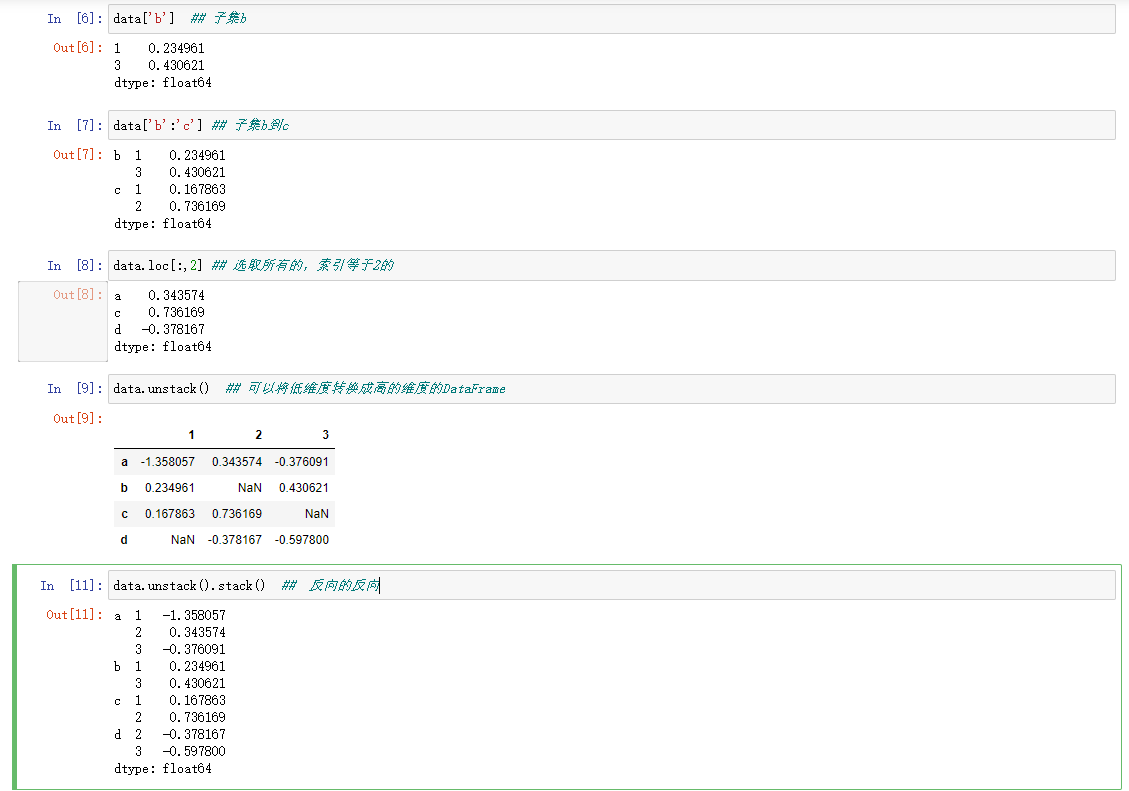 In [6]: data['b']  ## 子集b
Out[6]: 1    0.234961
3    0.430621
dtype: float64
In [7]: data['b':'c'] ## 子集b到c
Out[7]: b  1    0.234961
3    0.430621
c  1    0.167863
2    0.736169
dtype: float64
In [8]: data.loc[:,2] ## 选取所有的，索引等于2的
Out[8]: a    0.343574
c    0.736169
d   -0.378167
dtype: float64
In [9]: data.unstack()  ## 可以将低维度转换成高的维度的DataFrame
Out[9]:
1 2 3
a -1.358057 0.343574 -0.376091
b 0.234961 NaN 0.430621
c 0.167863 0.736169 NaN
d NaN -0.378167 -0.597800
In [11]: data.unstack().stack()  ##  反向的反向
Out[11]: a  1   -1.358057
2    0.343574
3   -0.376091
b  1    0.234961
3    0.430621
c  1    0.167863
2    0.736169
d  2   -0.378167
3   -0.597800
dtype: float64